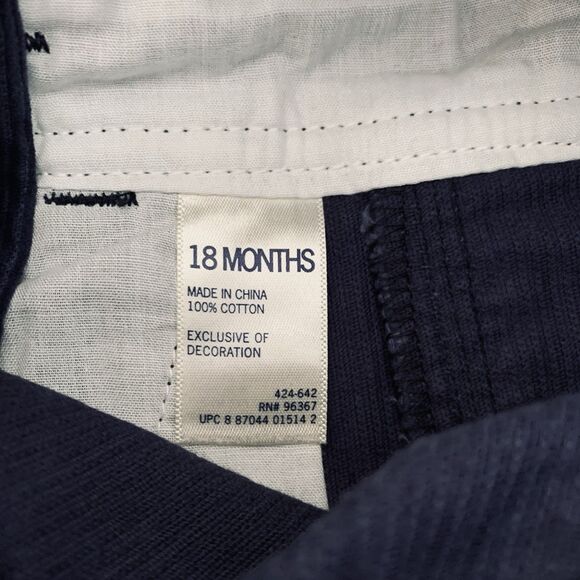 18 MONTHS
MADE IN CHINA
100% COTTON
EXCLUSIVE OF
DECORATION
424-642
RN# 96367
UPC 8 87044 01514 2